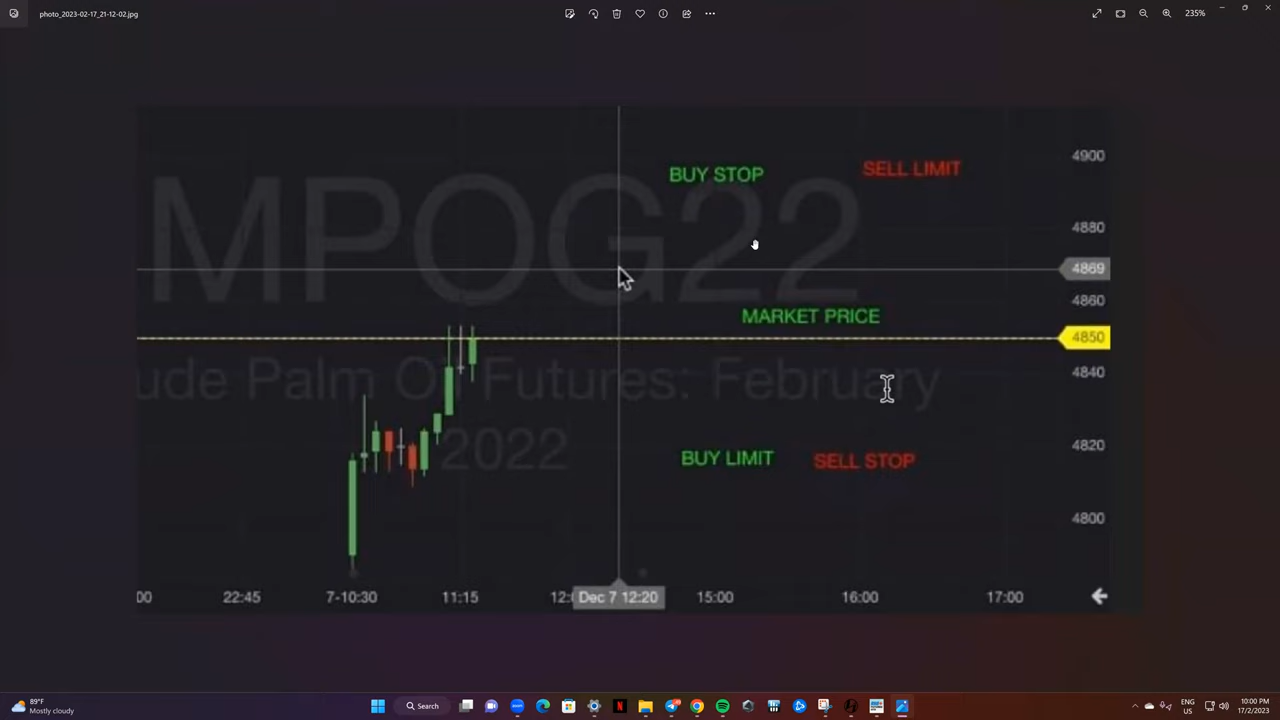 photo_2023-02-17_21-12-02.jpg
235%
4900
BUY STOP
SELL LIMIT
MPOG22
4880
4869
4860
MARKET PRICE
4850
4840
ude Palm Oil Futures: February
2022
4820
BUY LIMIT
SELL STOP
4800
00
22:45
7-10:30
11:15
12:0
Dec 7 12:20
15:00
16:00
17:00
89°F
Mostly cloudy
Search
ENG
US
10:00 PM
17/2/2023